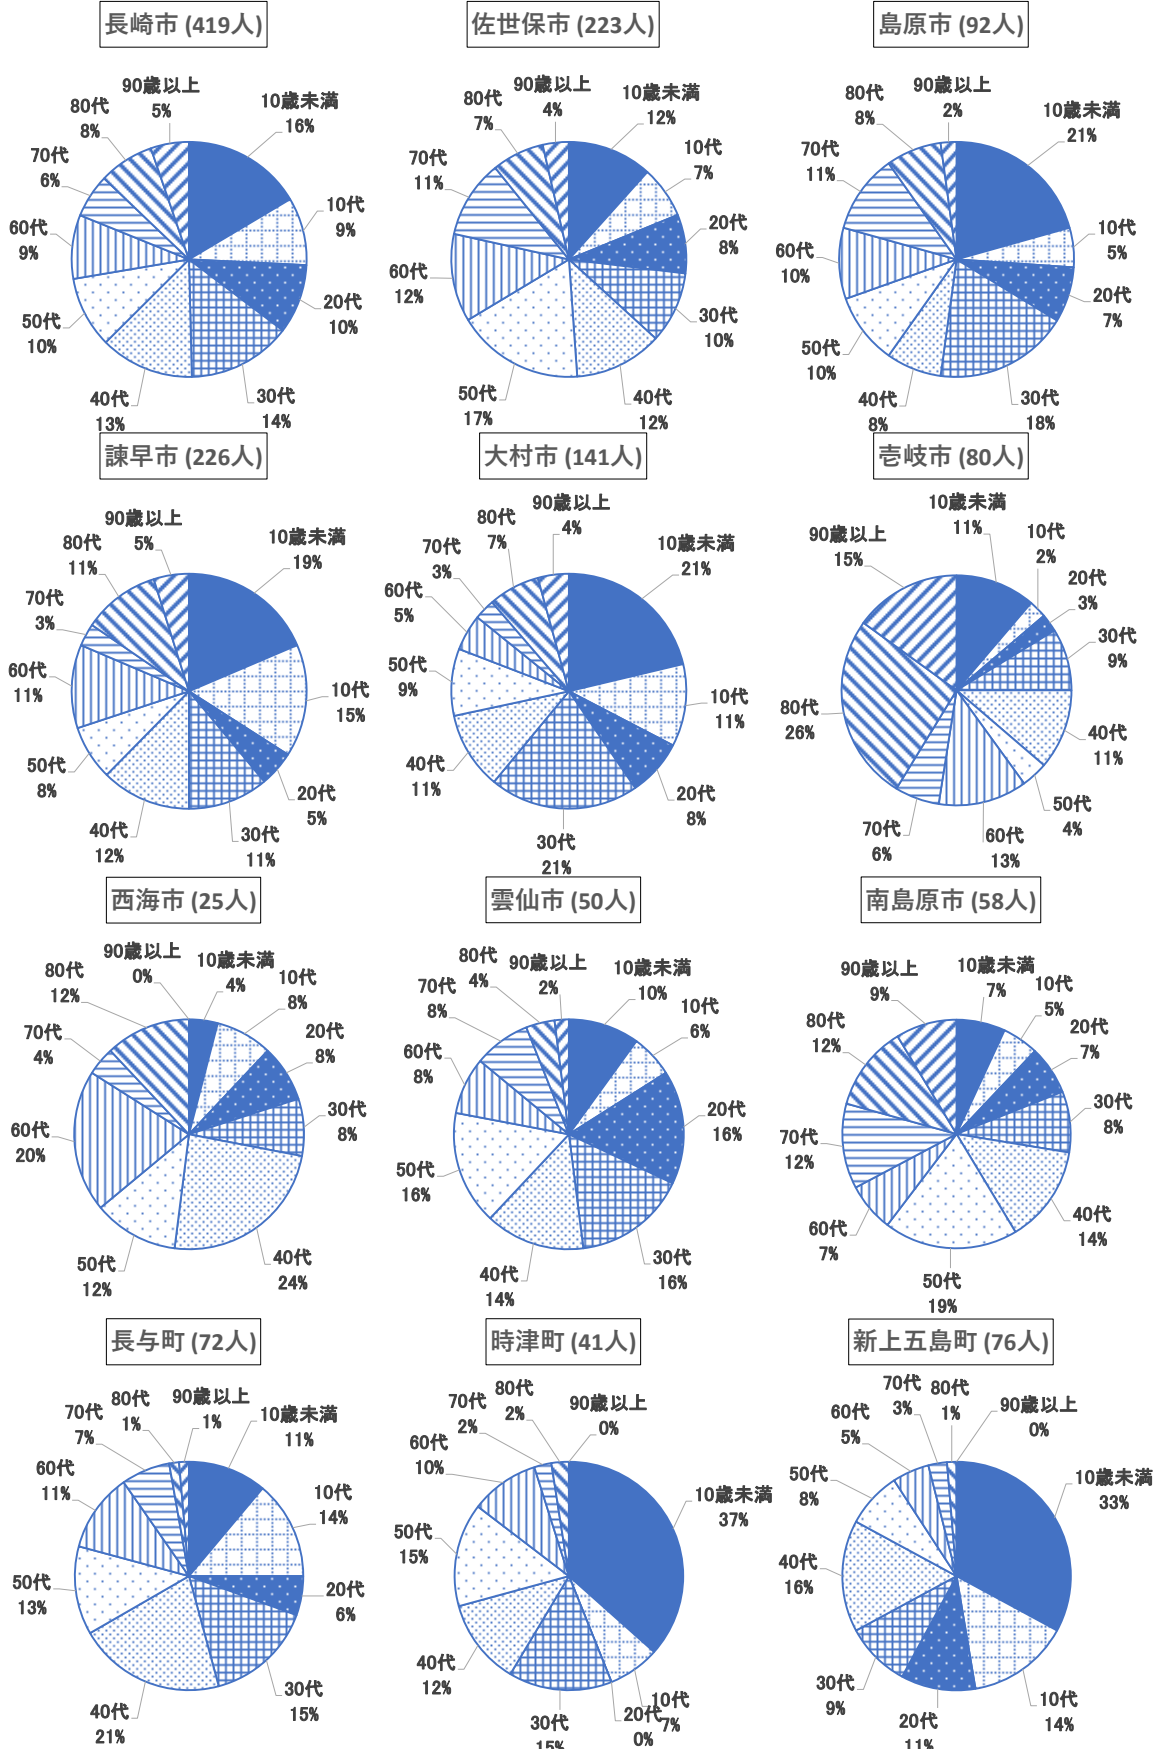 長崎市 (419人)
90歳以上
5%
10歳未満
16%
10代
9%
20代
10%
30代
14%
40代
13%
50代
10%
60代
9%
70代
6%
80代
8%
佐世保市 (223人)
90歳以上
4%
10歳未満
12%
10代
7%
20代
8%
30代
10%
40代
12%
50代
17%
60代
12%
70代
11%
80代
7%
島原市 (92人)
90歳以上
2%
10歳未満
21%
10代
5%
20代
7%
30代
18%
40代
8%
50代
10%
60代
10%
70代
11%
80代
8%
諫早市 (226人)
90歳以上
5%
10歳未満
19%
10代
15%
20代
5%
30代
11%
40代
12%
50代
8%
60代
11%
70代
3%
80代
11%
大村市 (141人)
90歳以上
4%
10歳未満
21%
10代
11%
20代
8%
30代
21%
40代
11%
50代
9%
60代
5%
70代
3%
80代
7%
壱岐市 (80人)
90歳以上
15%
10歳未満
11%
10代
2%
20代
3%
30代
9%
40代
11%
50代
4%
60代
13%
70代
6%
80代
26%
西海市 (25人)
90歳以上
0%
10歳未満
4%
10代
8%
20代
8%
30代
8%
40代
24%
50代
12%
60代
20%
70代
4%
80代
12%
雲仙市 (50人)
90歳以上
2%
10歳未満
10%
10代
6%
20代
16%
30代
16%
40代
14%
50代
16%
60代
8%
70代
8%
80代
4%
南島原市 (58人)
90歳以上
9%
10歳未満
7%
10代
5%
20代
7%
30代
8%
40代
14%
50代
19%
60代
7%
70代
12%
80代
12%
長与町 (72人)
90歳以上
1%
10歳未満
11%
10代
14%
20代
6%
30代
15%
40代
21%
50代
13%
60代
11%
70代
7%
80代
1%
時津町 (41人)
90歳以上
0%
10歳未満
37%
10代
7%
20代
0%
30代
15%
40代
12%
50代
15%
60代
10%
70代
2%
80代
2%
新上五島町 (76人)
90歳以上
0%
10歳未満
33%
10代
14%
20代
11%
30代
9%
40代
16%
50代
8%
60代
5%
70代
3%
80代
1%